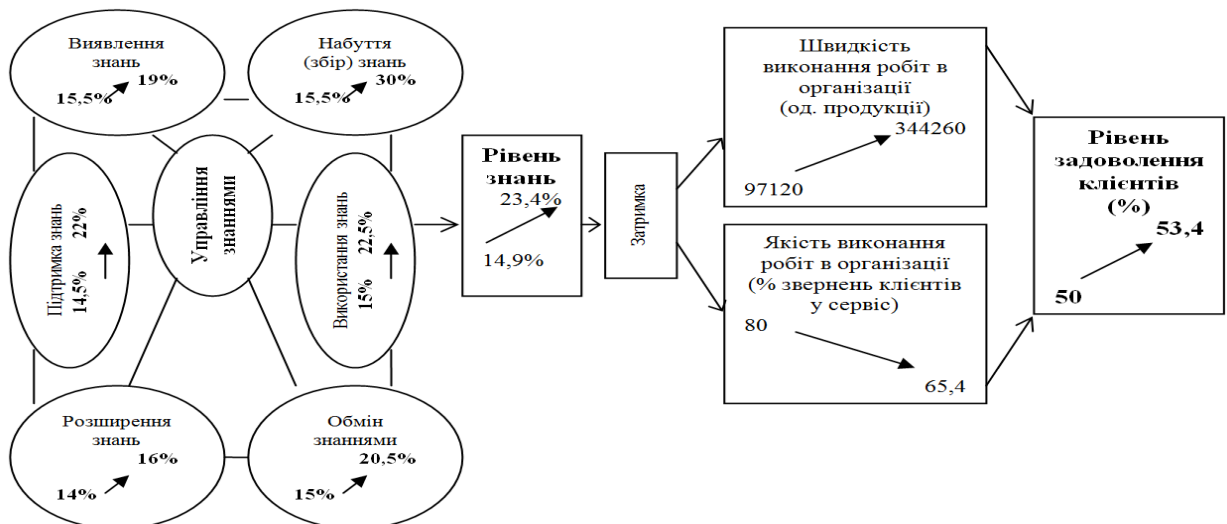 Виявлення
знань
19%
15,5%
Набуття
(збір) знань
30%
15,5%
Підтримка знань
14,5% 22%
Управління
знаннями
Використання знань
15% 22,5%
Розширення
знань
16%
14%
Обмін
знаннями
20,5%
15%
Рівень
знань
23,4%
14,9%
Затримка
Швидкість
виконання робіт в
організації
(од. продукції)
344260
97120
Якість виконання
робіт в організації
(% звернень клієнтів
у сервіс)
80
65,4
Рівень
задоволення
клієнтів
(%)
53,4
50